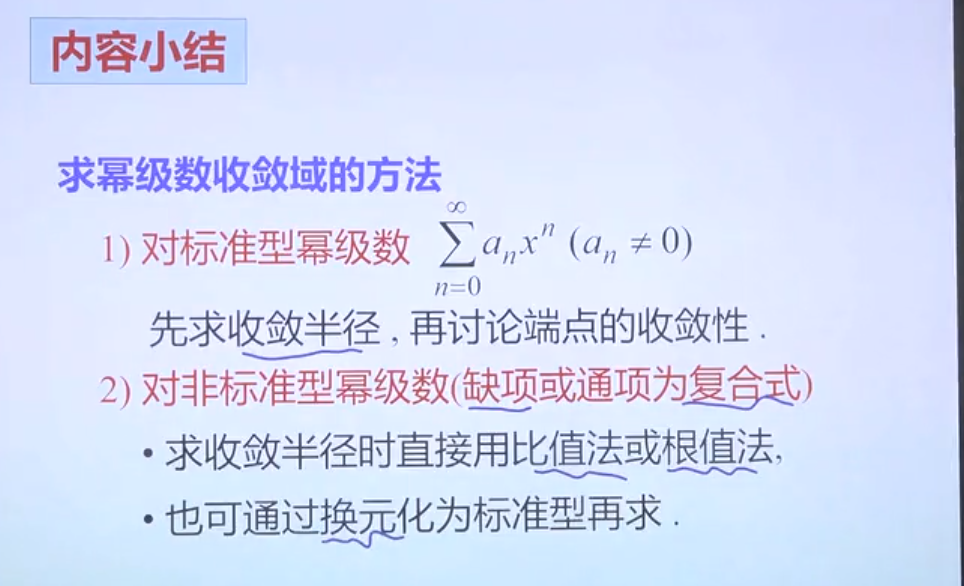 内容小结
求幂级数收敛域的方法
1) 对标准型幂级数 $\sum_{n=0}^{\infty} a_n x^n$ ($a_n \neq 0$)
先求收敛半径 , 再讨论端点的收敛性 .
2) 对非标准型幂级数(缺项或通项为复合式)
• 求收敛半径时直接用比值法或根值法,
• 也可通过换元化为标准型再求 .